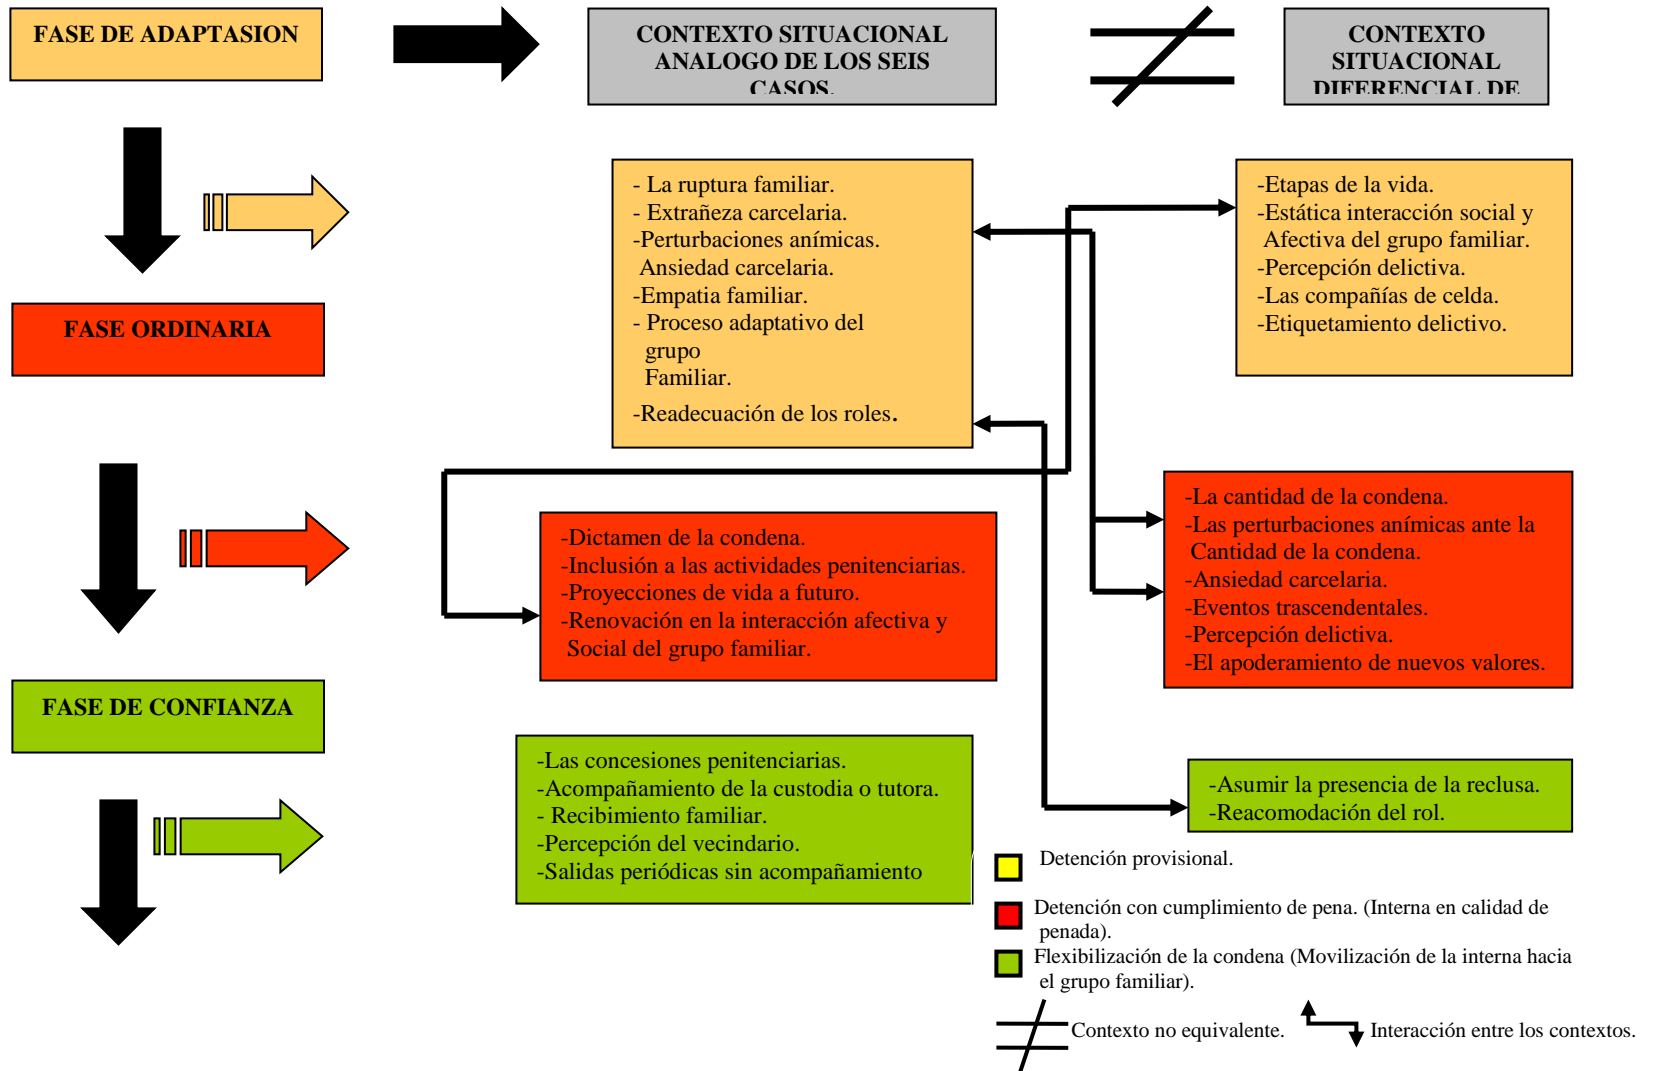 FASE DE ADAPTASION
CONTEXTO SITUACIONAL
ANALOGO DE LOS SEIS
CASOS.
CONTEXTO
SITUACIONAL
DIFERENCIAL DE
- La ruptura familiar.
- Extrañeza carcelaria.
-Perturbaciones anímicas.
Ansiedad carcelaria.
-Empatia familiar.
- Proceso adaptativo del
grupo
Familiar.
-Readecuación de los roles.
-Etapas de la vida.
-Estática interacción social y
Afectiva del grupo familiar.
-Percepción delictiva.
-Las compañías de celda.
-Etiquetamiento delictivo.
FASE ORDINARIA
-Dictamen de la condena.
-Inclusión a las actividades penitenciarias.
-Proyecciones de vida a futuro.
-Renovación en la interacción afectiva y
Social del grupo familiar.
-La cantidad de la condena.
-Las perturbaciones anímicas ante la
Cantidad de la condena.
-Ansiedad carcelaria.
-Eventos trascendentales.
-Percepción delictiva.
-El apoderamiento de nuevos valores.
FASE DE CONFIANZA
-Las concesiones penitenciarias.
-Acompañamiento de la custodia o tutora.
- Recibimiento familiar.
-Percepción del vecindario.
-Salidas periódicas sin acompañamiento
-Asumir la presencia de la reclusa.
-Reacomodación del rol.
Detención provisional.
Detención con cumplimiento de pena. (Interna en calidad de
penada).
Flexibilización de la condena (Movilización de la interna hacia
el grupo familiar).
Contexto no equivalente.
Interacción entre los contextos.